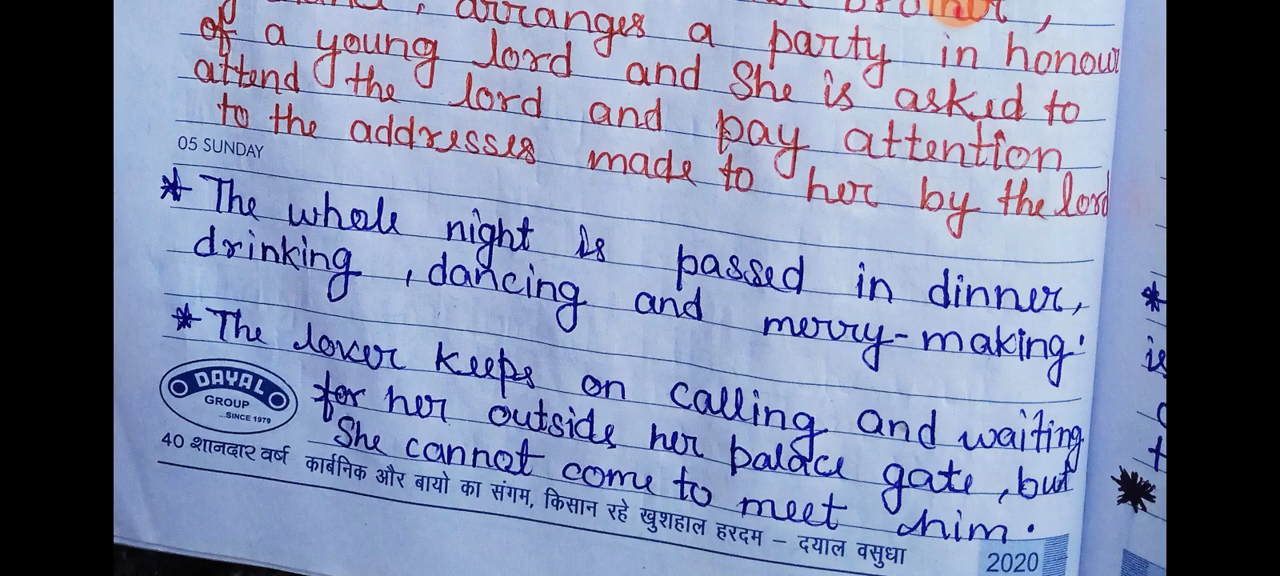 , arranges a party in honour
of a young lord and She is asked to
attend the lord and pay attention
to the addresses made to her by the lord
05 SUNDAY
* The whole night is passed in dinner,
drinking , dancing and merry-making.
* The lover keeps on calling and waiting
for her outside her palace gate, but
She cannot come to meet him.
DAYAL
GROUP
...SINCE 1979
40 शानदार वर्ष कार्बनिक और बायो का संगम, किसान रहे खुशहाल हरदम – दयाल वसुधा
2020
*
is